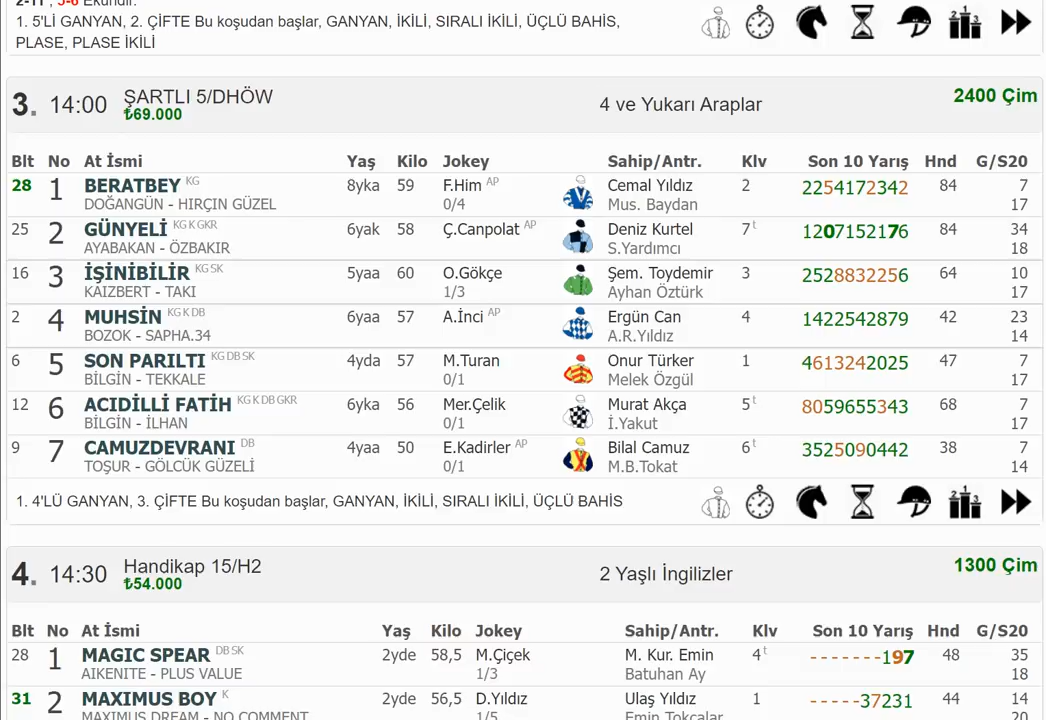 2-11 , 5-6 Ekuridir.
1. 5'Lİ GANYAN, 2. ÇİFTE Bu koşudan başlar, GANYAN, İKİLİ, SIRALI İKİLİ, ÜÇLÜ BAHİS,
PLASE, PLASE İKİLİ
3. 14:00 ŞARTLI 5/DHÖW 4 ve Yukarı Araplar 2400 Çim
₺69.000
Blt No At İsmi Yaş Kilo Jokey Sahip/Antr. Klv Son 10 Yarış Hnd G/S20
28 1 BERATBEY KG 8yka 59 F.Him AP Cemal Yıldız 2 2254172342 84 7
DOĞANGÜN - HIRÇIN GÜZEL 0/4 Mus. Baydan 17
25 2 GÜNYELİ KG K GKR 6yak 58 Ç.Canpolat AP Deniz Kurtel 7 t 1207152176 84 34
AYABAKAN - ÖZBAKIR S.Yardımcı 18
16 3 İŞİNİBİLİR KG SK 5yaa 60 O.Gökçe Şem. Toydemir 3 2528832256 64 10
KAIZBERT - TAKI 1/3 Ayhan Öztürk 17
2 4 MUHSİN KG K DB 6yaa 57 A.İnci AP Ergün Can 4 1422542879 42 23
BOZOK - SAPHA.34 A.R.Yıldız 14
6 5 SON PARILTI KG DB SK 4yda 57 M.Turan Onur Türker 1 4613242025 47 7
BİLGİN - TEKKALE 0/1 Melek Özgül 17
12 6 ACIDİLLİ FATİH KG K DB GKR 6yka 56 Mer.Çelik Murat Akça 5 t 8059655343 68 7
BİLGİN - İLHAN 0/1 İ.Yakut 17
9 7 CAMUZDEVRANI DB 4yaa 50 E.Kadirler AP Bilal Camuz 6 t 3525090442 38 7
TOŞUR - GÖLCÜK GÜZELİ 0/1 M.B.Tokat 14
1. 4'LÜ GANYAN, 3. ÇİFTE Bu koşudan başlar, GANYAN, İKİLİ, SIRALI İKİLİ, ÜÇLÜ BAHİS
4. 14:30 Handikap 15/H2 2 Yaşlı İngilizler 1300 Çim
₺54.000
Blt No At İsmi Yaş Kilo Jokey Sahip/Antr. Klv Son 10 Yarış Hnd G/S20
28 1 MAGIC SPEAR DB SK 2yde 58,5 M.Çiçek M. Kur. Emin 4 t -------197 48 35
AIKENITE - PLUS VALUE 1/3 Batuhan Ay 18
31 2 MAXIMUS BOY K 2yde 56,5 D.Yıldız Ulaş Yıldız 1 -----37231 44 14
MAXIMUS DREAM - NO COMMENT 1/5 Emin Tokcalar 20